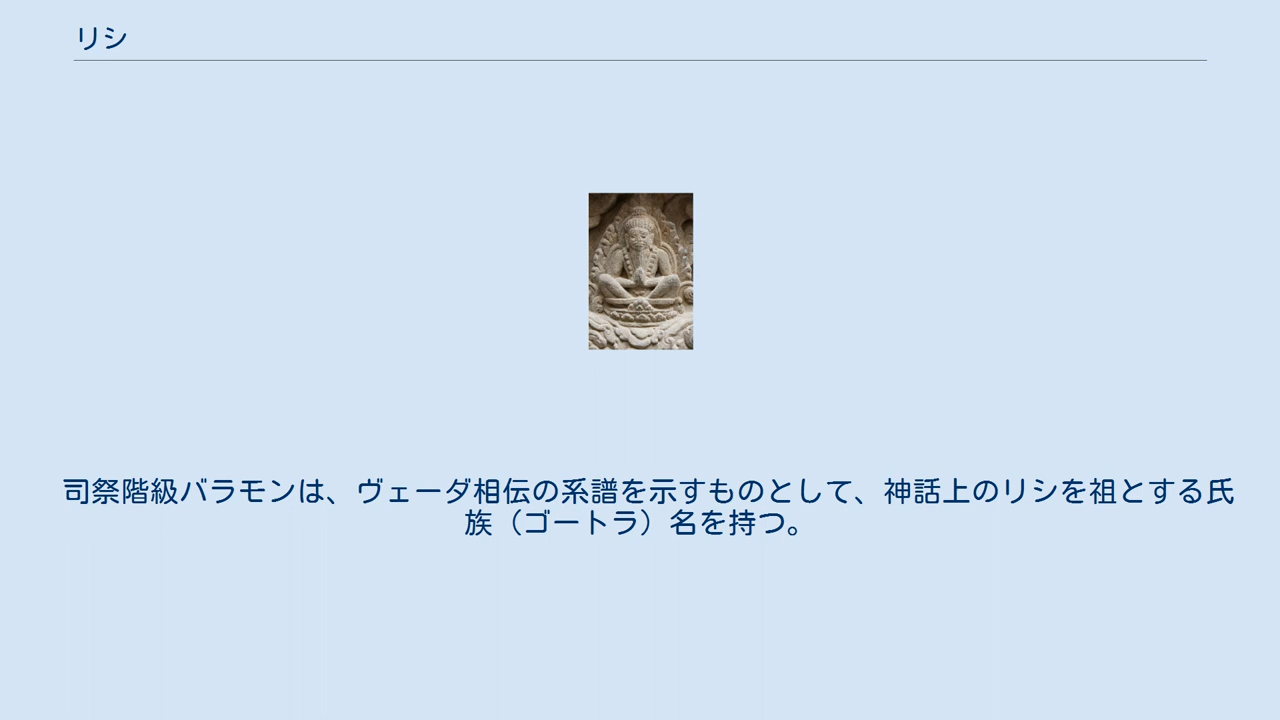 リシ
司祭階級バラモンは、ヴェーダ相伝の系譜を示すものとして、神話上のリシを祖とする氏
族（ゴートラ）名を持つ。